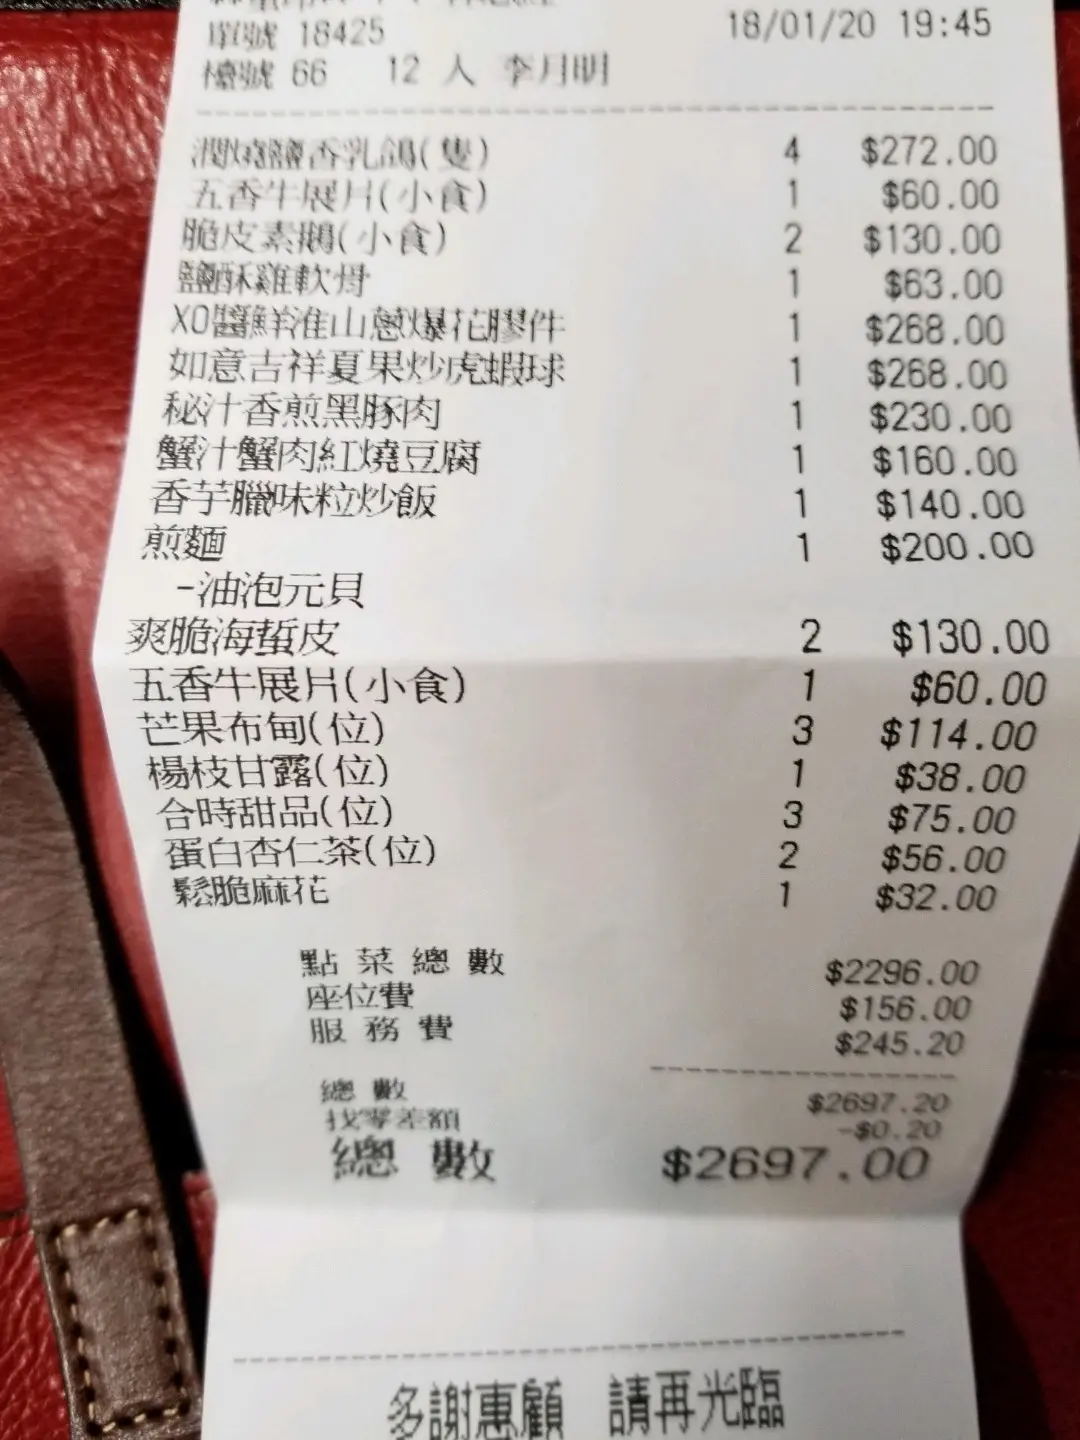 單號 18425 18/01/20 19:45
檯號 66 12 人 李月明
潤燒鹽香乳鴿(隻) 4 $272.00
五香牛展片(小食) 1 $60.00
脆皮素鵝(小食) 2 $130.00
鹽酥雞軟骨 1 $63.00
XO醬鮮淮山蔥爆花膠件 1 $268.00
如意吉祥夏果炒虎蝦球 1 $268.00
秘汁香煎黑豚肉 1 $230.00
蟹汁蟹肉紅燒豆腐 1 $160.00
香芋臘味粒炒飯 1 $140.00
煎麵 1 $200.00
-油泡元貝
爽脆海蜇皮 2 $130.00
五香牛展片(小食) 1 $60.00
芒果布甸(位) 3 $114.00
楊枝甘露(位) 1 $38.00
合時甜品(位) 3 $75.00
蛋白杏仁茶(位) 2 $56.00
鬆脆麻花 1 $32.00
點菜總數 $2296.00
座位費 $156.00
服務費 $245.20
總數 $2697.20
找零差額 -$0.20
總數 $2697.00
多謝惠顧 請再光臨